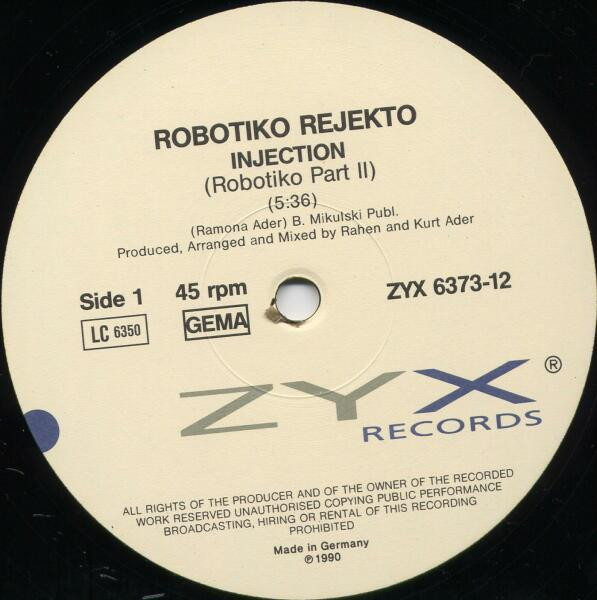 ROBOTIKO REJEKTO
INJECTION
(Robotiko Part II)
(5:36)
(Ramona Ader) B. Mikulski Publ.
Produced, Arranged and Mixed by Rahen and Kurt Ader
Side 1 45 rpm ZYX 6373-12
LC 6350 GEMA
ZYX ®
RECORDS
ALL RIGHTS OF THE PRODUCER AND OF THE OWNER OF THE RECORDED
WORK RESERVED UNAUTHORISED COPYING PUBLIC PERFORMANCE
BROADCASTING, HIRING OR RENTAL OF THIS RECORDING
PROHIBITED
Made in Germany
℗ 1990